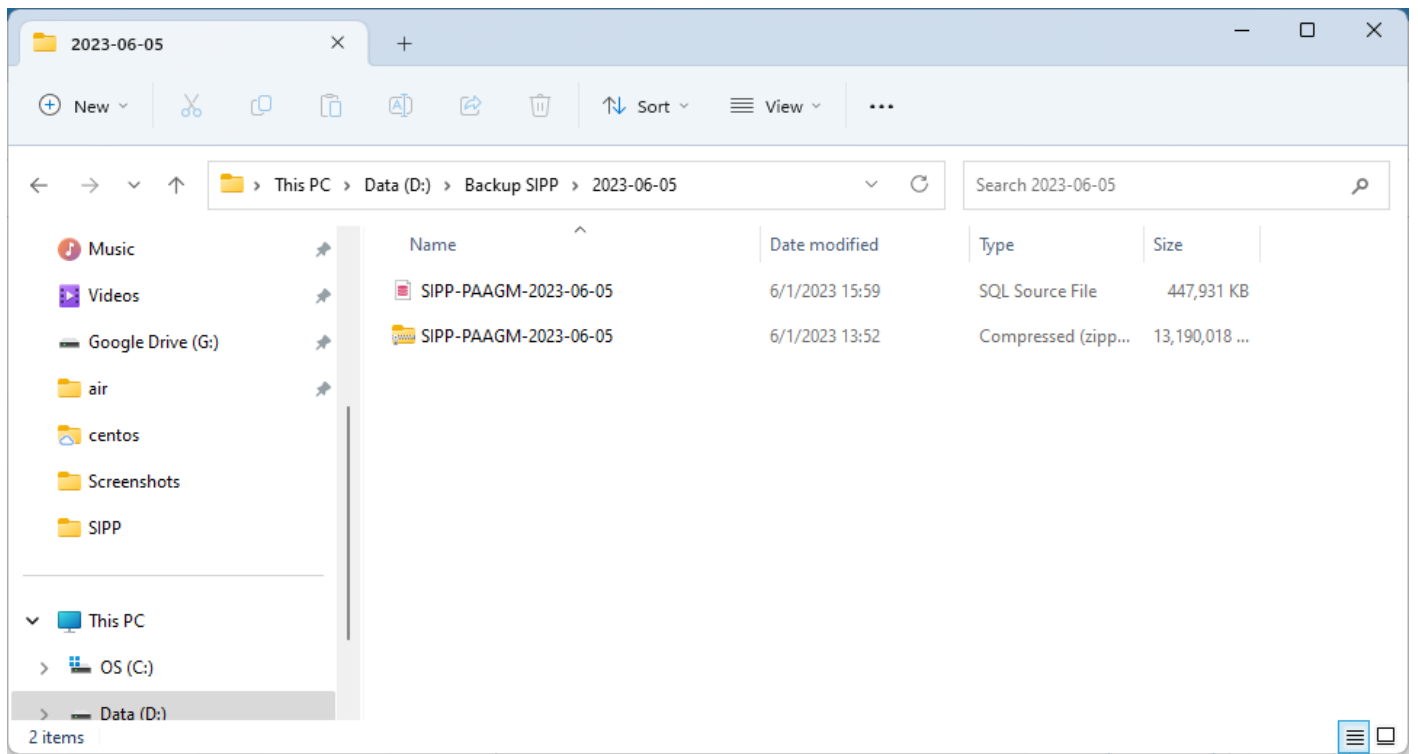 2023-06-05
New
Sort
View
This PC > Data (D:) > Backup SIPP > 2023-06-05
Search 2023-06-05
Music
Videos
Google Drive (G:)
air
centos
Screenshots
SIPP
This PC
OS (C:)
Data (D:)
Name Date modified Type Size
SIPP-PAAGM-2023-06-05 6/1/2023 15:59 SQL Source File 447,931 KB
SIPP-PAAGM-2023-06-05 6/1/2023 13:52 Compressed (zipp... 13,190,018 ...
2 items